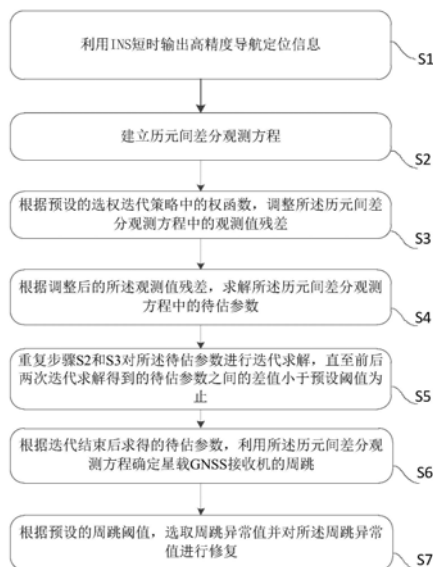 利用INS短时输出高精度导航定位信息
S1
建立历元间差分观测方程
S2
根据预设的选权迭代策略中的权函数，调整所述历元间差
分观测方程中的观测值残差
S3
根据调整后的所述观测值残差，求解所述历元间差分观测
方程中的待估参数
S4
重复步骤S2和S3对所述待估参数进行迭代求解，直至前后
两次迭代求解得到的待估参数之间的差值小于预设阈值为
止
S5
根据迭代结束后求得的待估参数，利用所述历元间差分观
测方程确定星载GNSS接收机的周跳
S6
根据预设的周跳阈值，选取周跳异常值并对所述周跳异常
值进行修复
S7